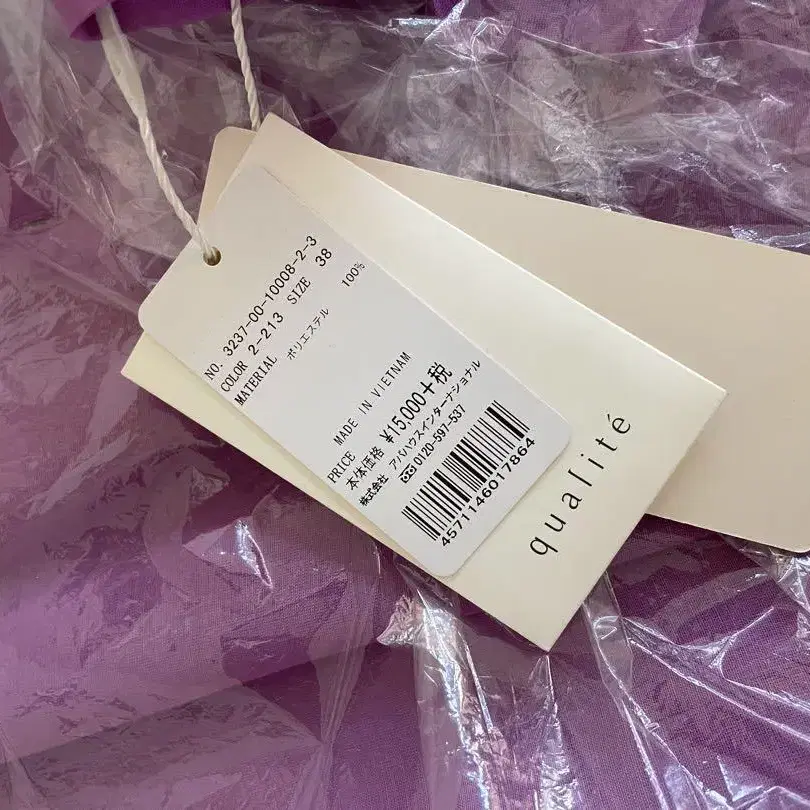 NO. 3237-00-10008-2-3
COLOR 2-213 SIZE 38
MATERIAL ポリエステル 100%
MADE IN VIETNAM
PRICE ¥15,000+税
本体価格
株式会社 アバハウスインターナショナル
0120-597-537
4571146017864
qualité